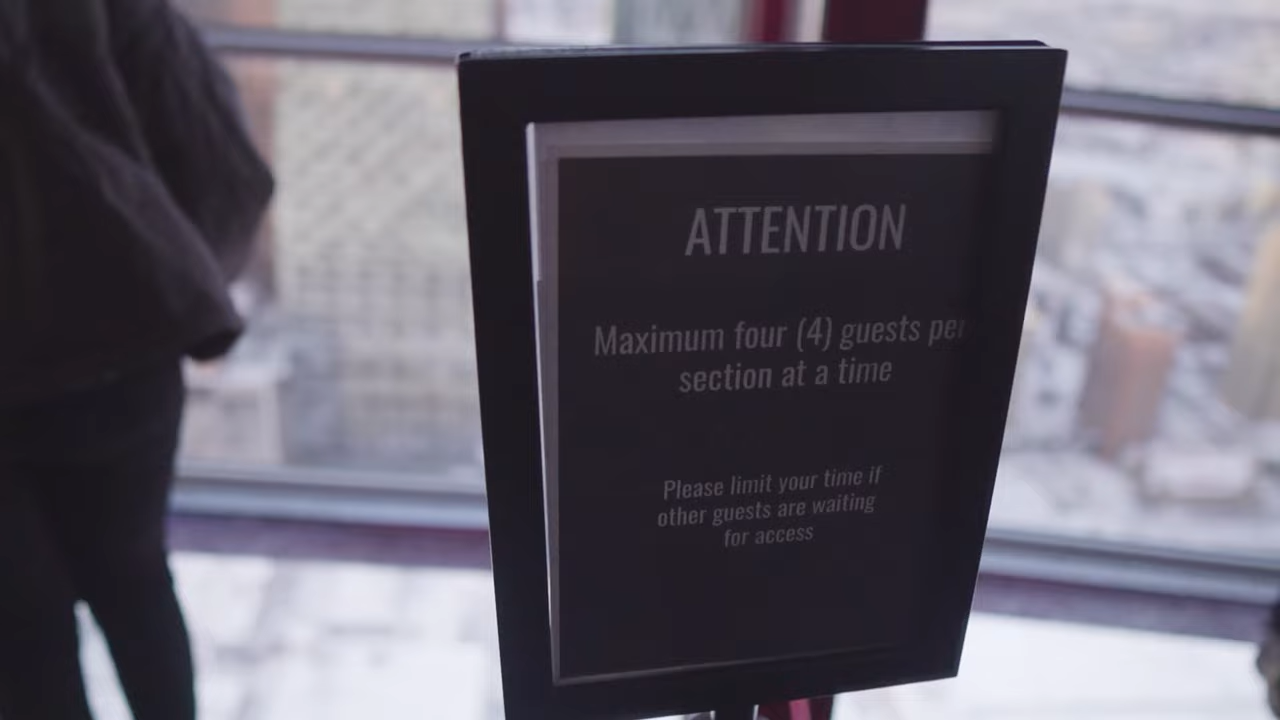 ATTENTION
Maximum four (4) guests per
section at a time
Please limit your time if
other guests are waiting
for access